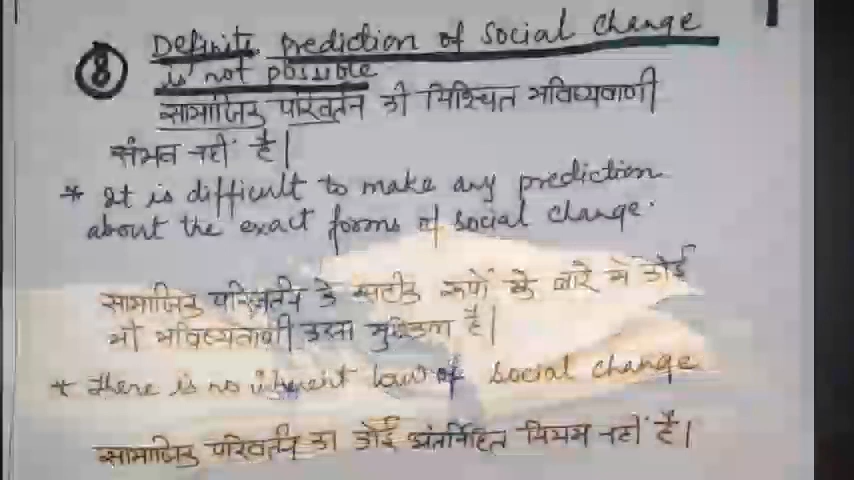 8 Definite prediction of social change
is not possible
सामाजिक परिवर्तन की निश्चित भविष्यवाणी
संभव नहीं है।
* It is difficult to make any prediction
about the exact forms of social change.
सामाजिक परिवर्तन के सटीक रूपों के बारे में कोई
भी भविष्यवाणी करना मुश्किल है।
* There is no inherent law of social change
सामाजिक परिवर्तन का कोई अंतर्निहित नियम नहीं है।